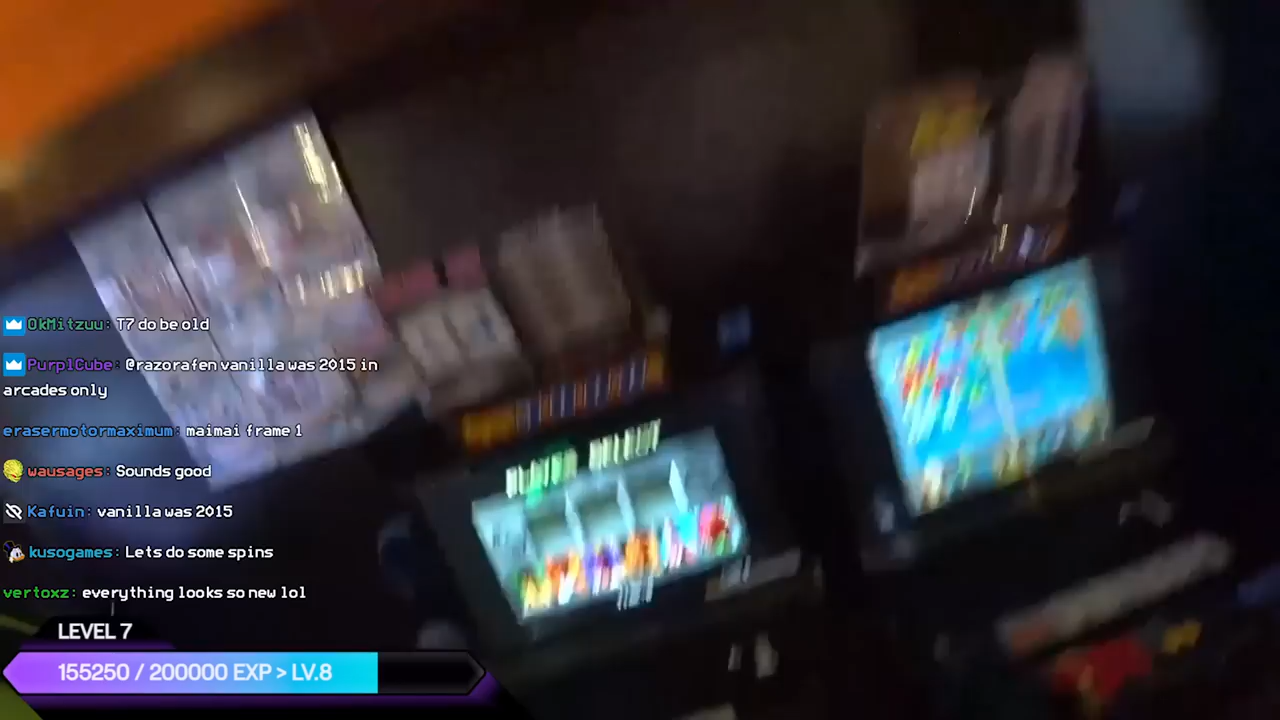 OkMitzuu: T7 do be old
PurplCube: @razorafen vanilla was 2015 in
arcades only
erasermotormaximum: maimai frame 1
wausages: Sounds good
Kafuin: vanilla was 2015
kusogames: Lets do some spins
vertoxz: everything looks so new lol
LEVEL 7
155250 / 200000 EXP > LV.8